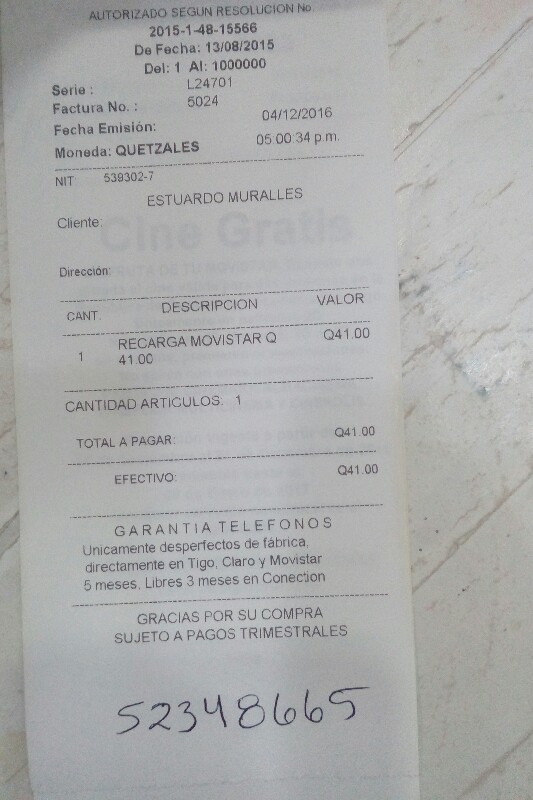 AUTORIZADO SEGUN RESOLUCION No.
2015-1-48-15566
De Fecha: 13/08/2015
Del: 1 Al: 1000000
Serie : L24701
Factura No. : 5024
Fecha Emisión: 04/12/2016
Moneda: QUETZALES 05:00:34 p.m.
NIT 539302-7
ESTUARDO MURALLES
Cliente:
Cine Gratis
Dirección:
CANT. DESCRIPCION VALOR
1 RECARGA MOVISTAR Q Q41.00
41.00
CANTIDAD ARTICULOS: 1
TOTAL A PAGAR: Q41.00
EFECTIVO: Q41.00
GARANTIA TELEFONOS
Unicamente desperfectos de fábrica,
directamente en Tigo, Claro y Movistar
5 meses, Libres 3 meses en Conection
GRACIAS POR SU COMPRA
SUJETO A PAGOS TRIMESTRALES
52348665